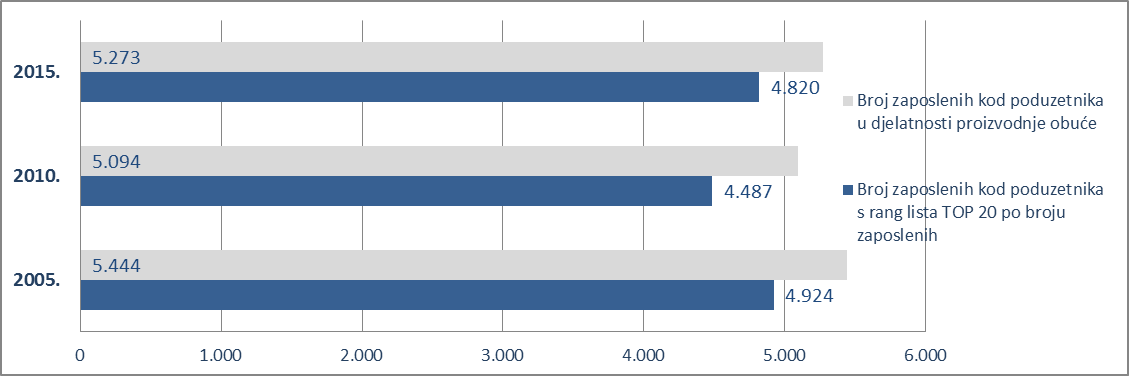 2015.
5.273
4.820
2010.
5.094
4.487
2005.
5.444
4.924
0 1.000 2.000 3.000 4.000 5.000 6.000
Broj zaposlenih kod poduzetnika
u djelatnosti proizvodnje obuće
Broj zaposlenih kod poduzetnika
s rang lista TOP 20 po broju
zaposlenih